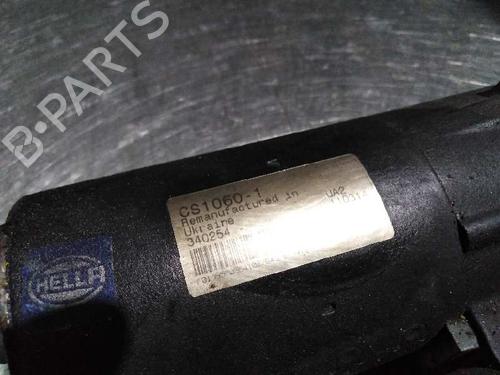 B-PARTS
CS1060-1
Remanufactured in
Ukraine
340254
UA2
HELLA